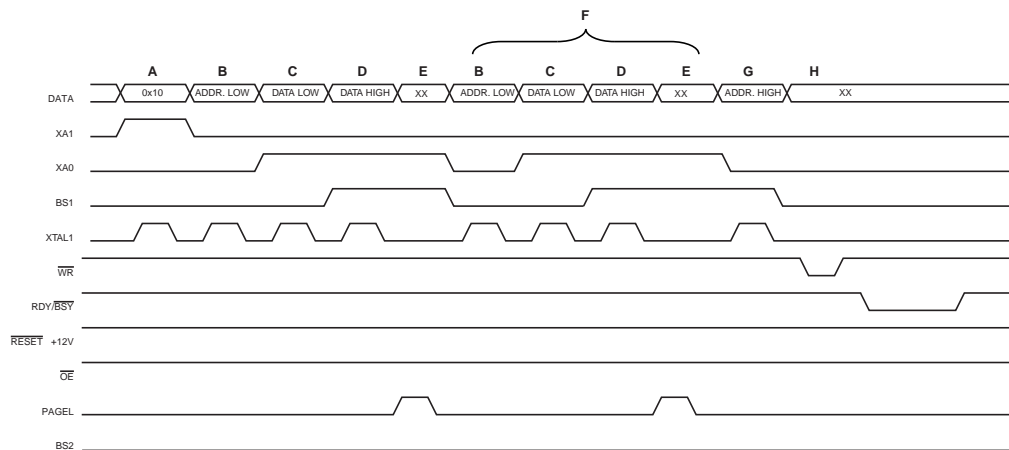 F
A B C D E B C D E G H
DATA 0x10 ADDR. LOW DATA LOW DATA HIGH XX ADDR. LOW DATA LOW DATA HIGH XX ADDR. HIGH XX
XA1
XA0
BS1
XTAL1
WR
RDY/BSY
RESET +12V
OE
PAGEL
BS2